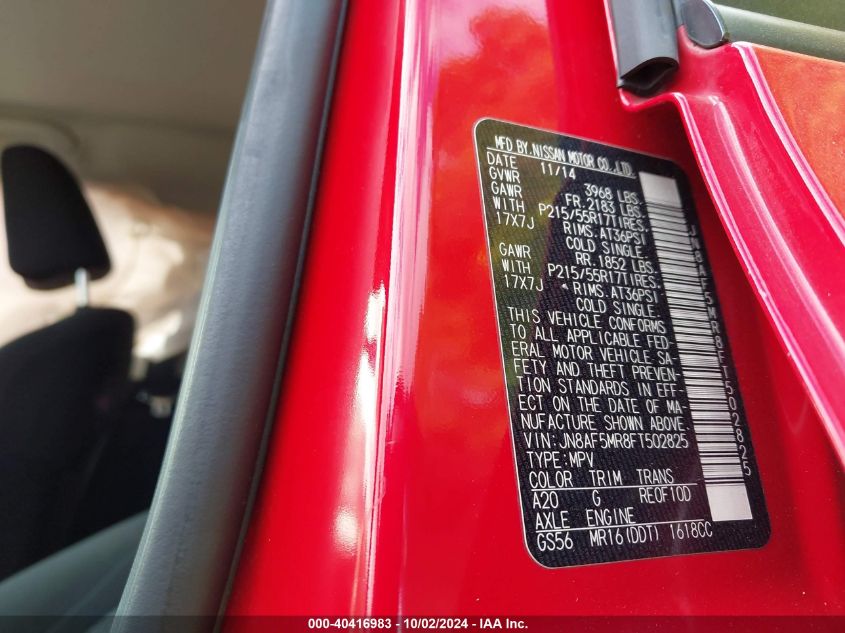 MFD BY.NISSAN MOTOR CO.,LTD.
DATE 11/14
GVWR 3968 LBS.
GAWR FR.2183 LBS.
WITH P215/55R17TIRES,
17X7J RIMS.AT36PSI
COLD SINGLE.
GAWR RR.1852 LBS.
WITH P215/55R17TIRES,
17X7J RIMS.AT36PSI
COLD SINGLE.
THIS VEHICLE CONFORMS
TO ALL APPLICABLE FED-
ERAL MOTOR VEHICLE SA-
FETY AND THEFT PREVEN-
TION STANDARDS IN EFF-
ECT ON THE DATE OF MA-
NUFACTURE SHOWN ABOVE.
VIN:JN8AF5MR8FT502825
TYPE:MPV
COLOR TRIM TRANS
A20 G REOF10D
AXLE ENGINE
GS56 MR16(DDT) 1618CC
JN8AF5MR8FT502825
000-40416983 - 10/02/2024 - IAA Inc.